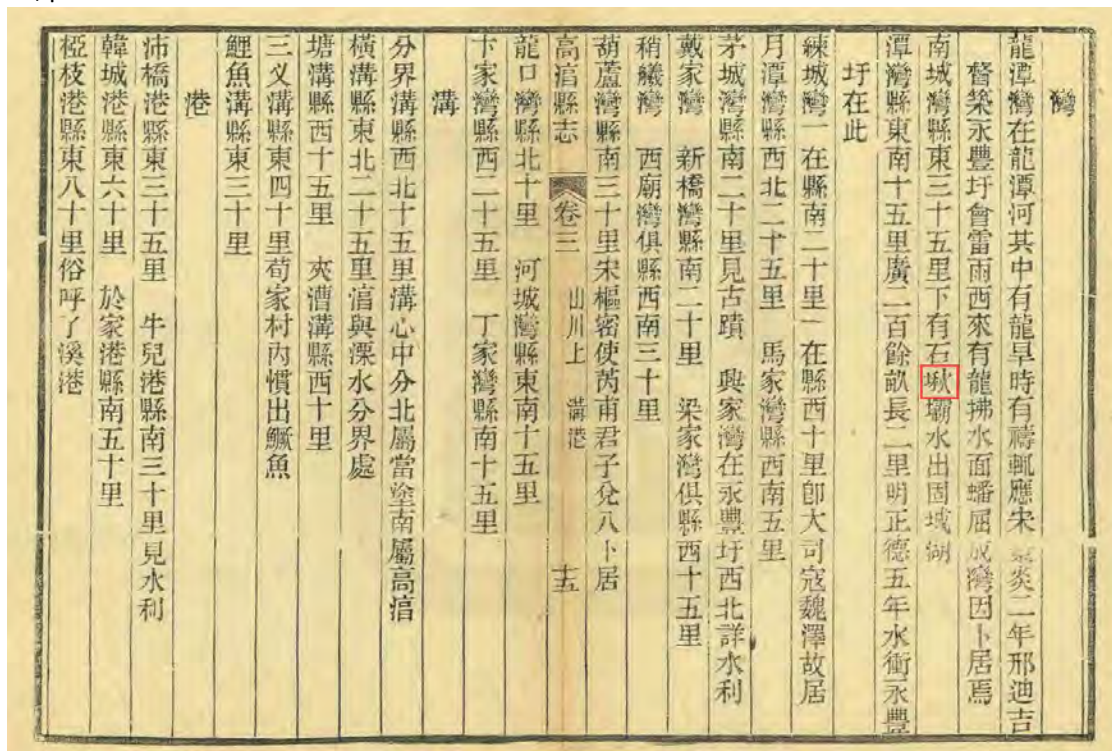 灣
龍潭灣在龍潭河其中有龍旱時有禱輒應宋炎二年邢迪吉
督築永豐圩會雷雨西來有龍拂水面蟠屈成灣因卜居焉
南城灣縣東三十五里下有石壩水出固城湖
潭灣縣東南十五里廣二百餘畝長二里明正德五年水衝永豐
圩在此
練城灣一在縣南二十里一在縣西十里卽大司寇魏澤故居
月潭灣縣西北二十五里　馬家灣縣西南五里
茅城灣縣南二十里見古蹟　與家灣在永豐圩西北詳水利
戴家灣　新橋灣縣南二十里　梁家灣俱縣西十五里
稍艤灣　西廟灣俱縣西南三十里
葫蘆灣縣南三十里宋樞密使芮甫君子兊八卜居
高湻縣志　卷三　山川上　溝港　十五
龍口灣縣北十里　河城灣縣東南十五里
卞家灣縣西二十五里　丁家灣縣南十五里
溝
分界溝縣西北十五里溝心中分北屬當塗南屬高湻
橫溝縣東北二十五里湻與溧水分界處
塘溝縣西十五里　夾漕溝縣西十里
三义溝縣東四十里荀家村內慣出鱖魚
鯉魚溝縣東三十里
港
沛橋港縣東三十五里　牛兒港縣南三十里見水利
韓城港縣東六十里　於家港縣南五十里
椏枝港縣東八十里俗呼了溪港